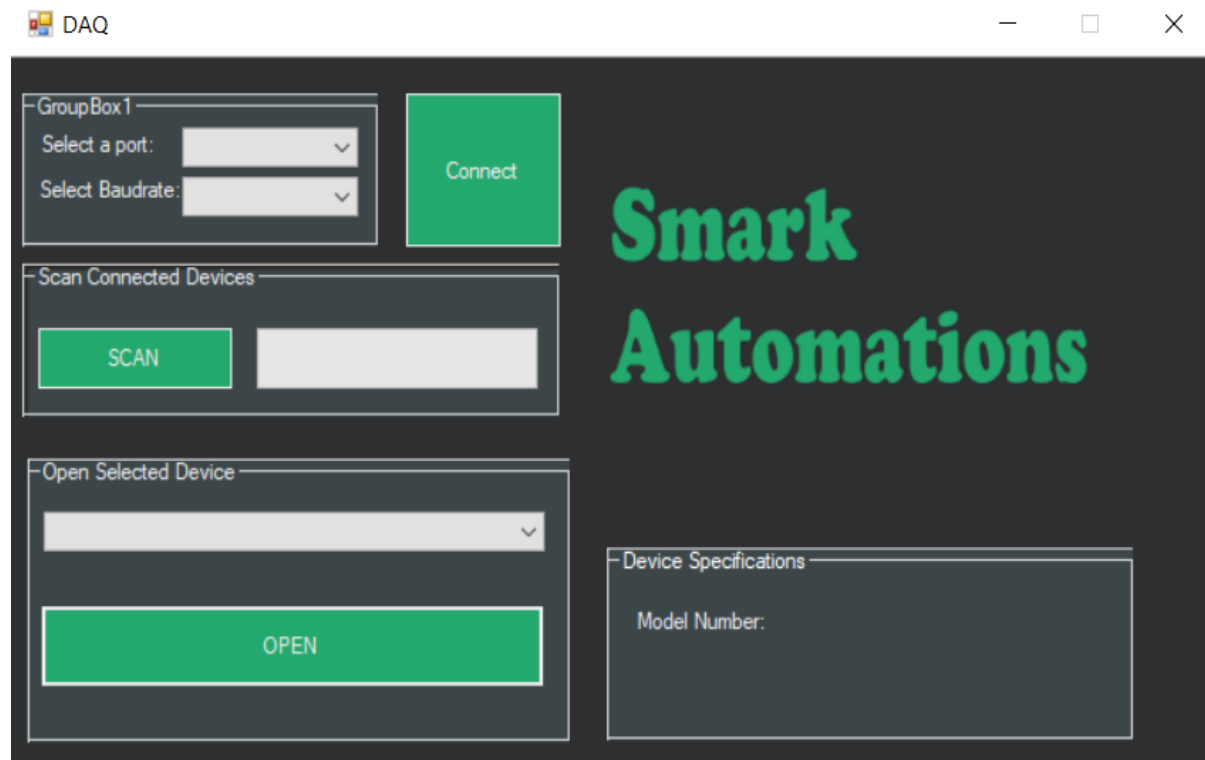 DAQ
GroupBox1
Select a port:
Select Baudrate:
Connect
Smark
Automations
Scan Connected Devices
SCAN
Open Selected Device
OPEN
Device Specifications
Model Number: